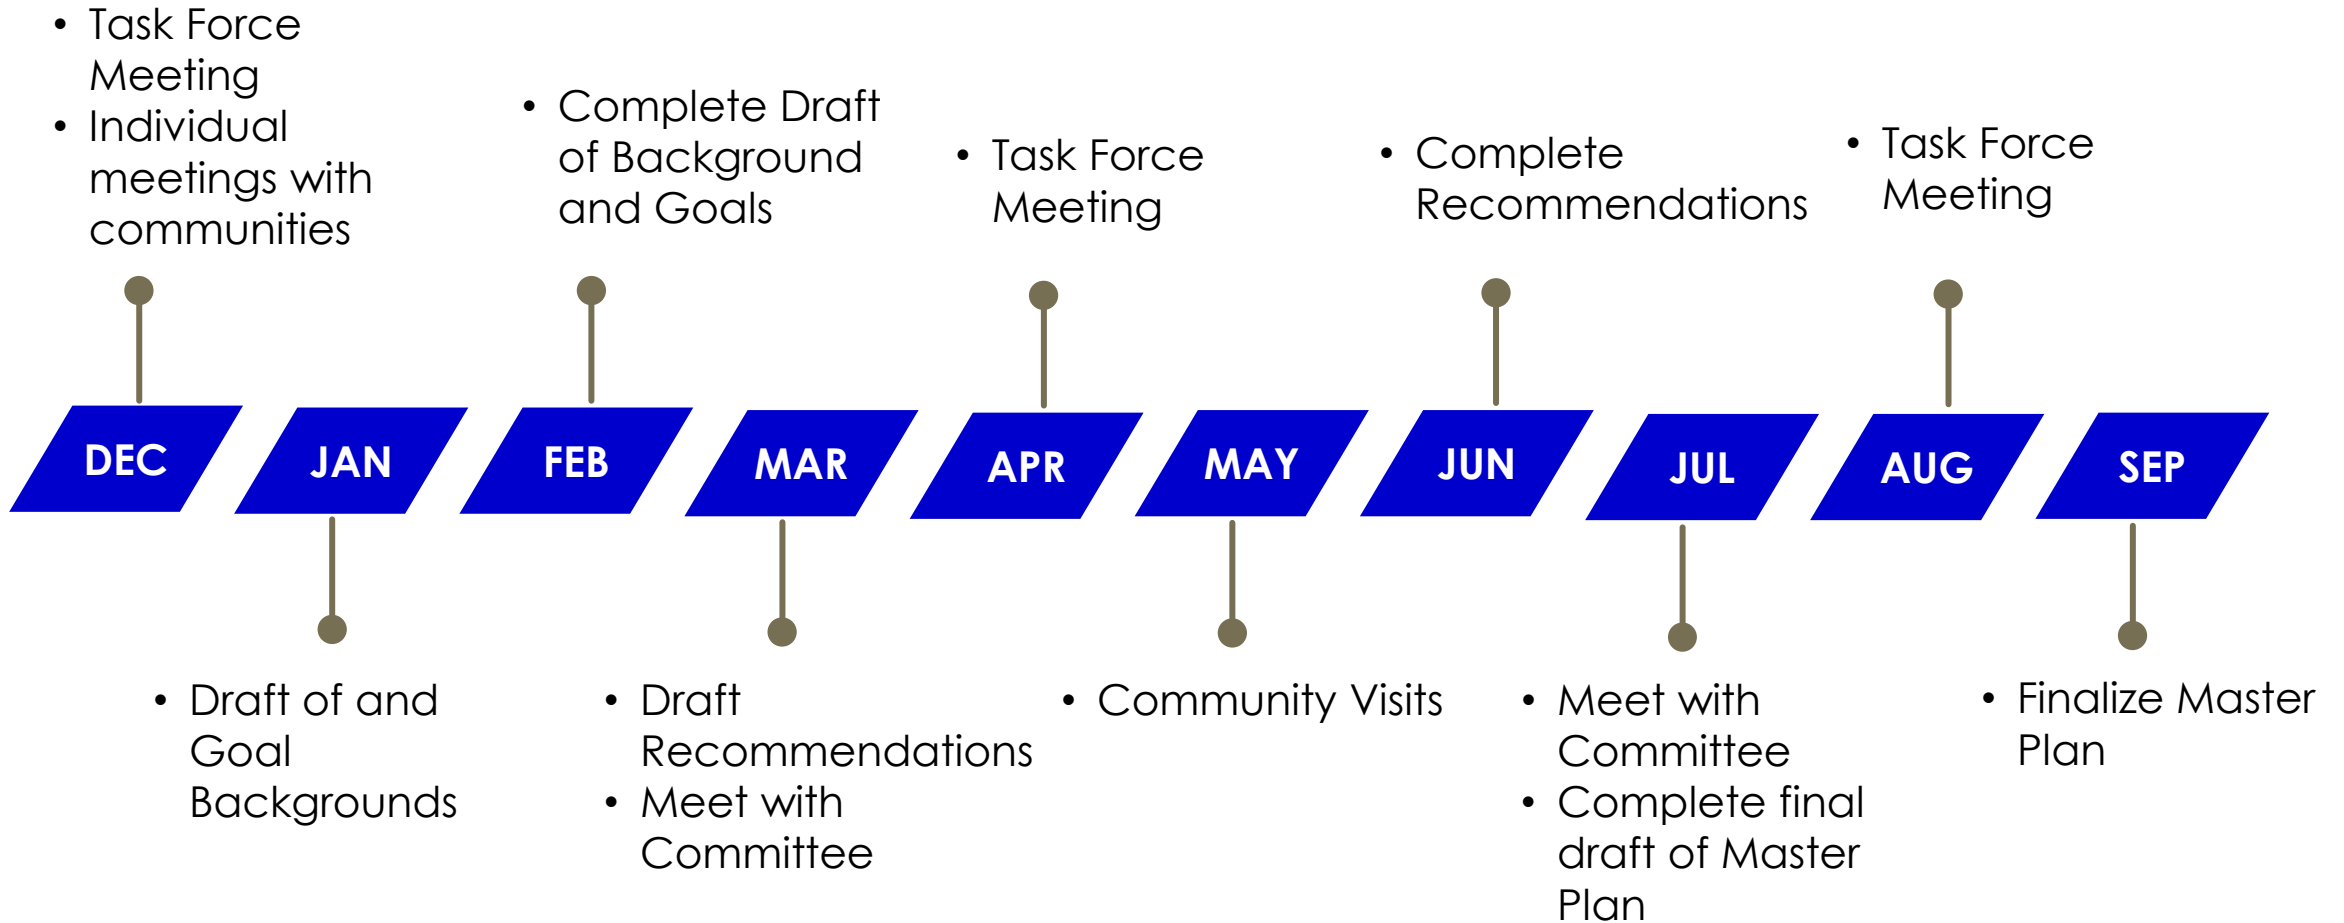 • Task Force
Meeting
• Individual
meetings with
communities
• Complete Draft
of Background
and Goals
• Task Force
Meeting
• Complete
Recommendations
• Task Force
Meeting
DEC
JAN
FEB
MAR
APR
MAY
JUN
JUL
AUG
SEP
• Draft of and
Goal
Backgrounds
• Draft
Recommendations
• Meet with
Committee
• Community Visits
• Meet with
Committee
• Complete final
draft of Master
Plan
• Finalize Master
Plan